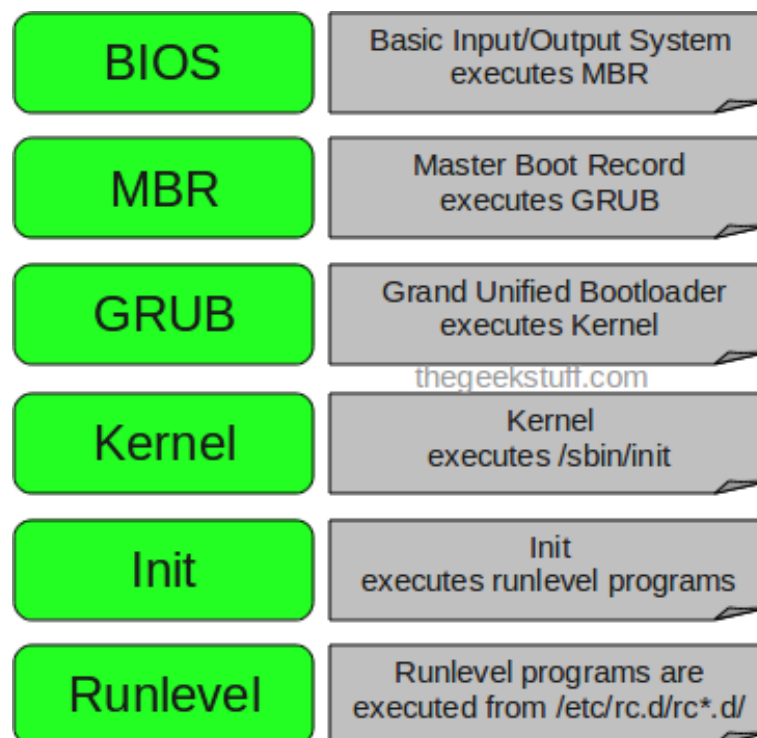 BIOS
Basic Input/Output System
executes MBR
MBR
Master Boot Record
executes GRUB
GRUB
Grand Unified Bootloader
executes Kernel
thegeekstuff.com
Kernel
Kernel
executes /sbin/init
Init
Init
executes runlevel programs
Runlevel
Runlevel programs are
executed from /etc/rc.d/rc*.d/